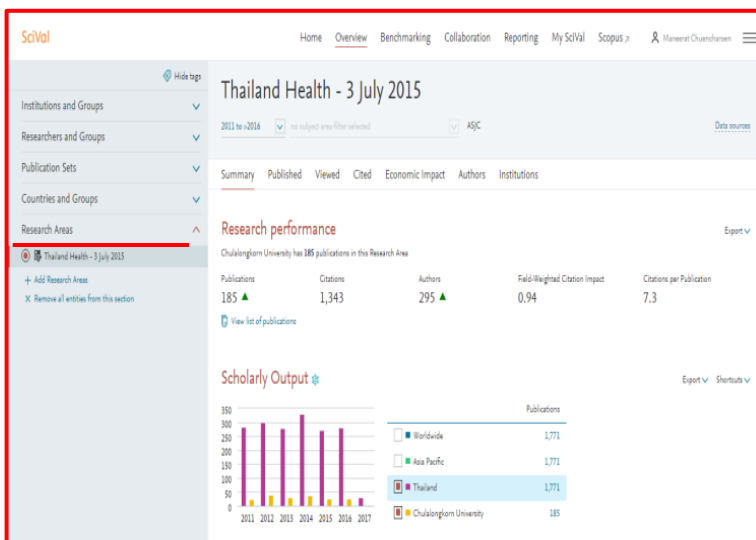 SciVal
Home Overview Benchmarking Collaboration Reporting My SciVal Scopus Maneerat Chuencharoen
Hide tags
Institutions and Groups
Researchers and Groups
Publication Sets
Countries and Groups
Research Areas
Thailand Health - 3 July 2015
+ Add Research Areas
X Remove all entities from this section
Thailand Health - 3 July 2015
2011 to >2016 no subject area filter selected ASJC Data sources
Summary Published Viewed Cited Economic Impact Authors Institutions
Research performance Export
Chulalongkorn University has 185 publications in this Research Area
Publications Citations Authors Field-Weighted Citation Impact Citations per Publication
185 ▲ 1,343 295 ▲ 0.94 7.3
View list of publications
Scholarly Output Export Shortcuts
Publications
Worldwide 1,771
Asia Pacific 1,771
Thailand 1,771
Chulalongkorn University 185
350
300
250
200
150
100
50
0
2011 2012 2013 2014 2015 2016 2017